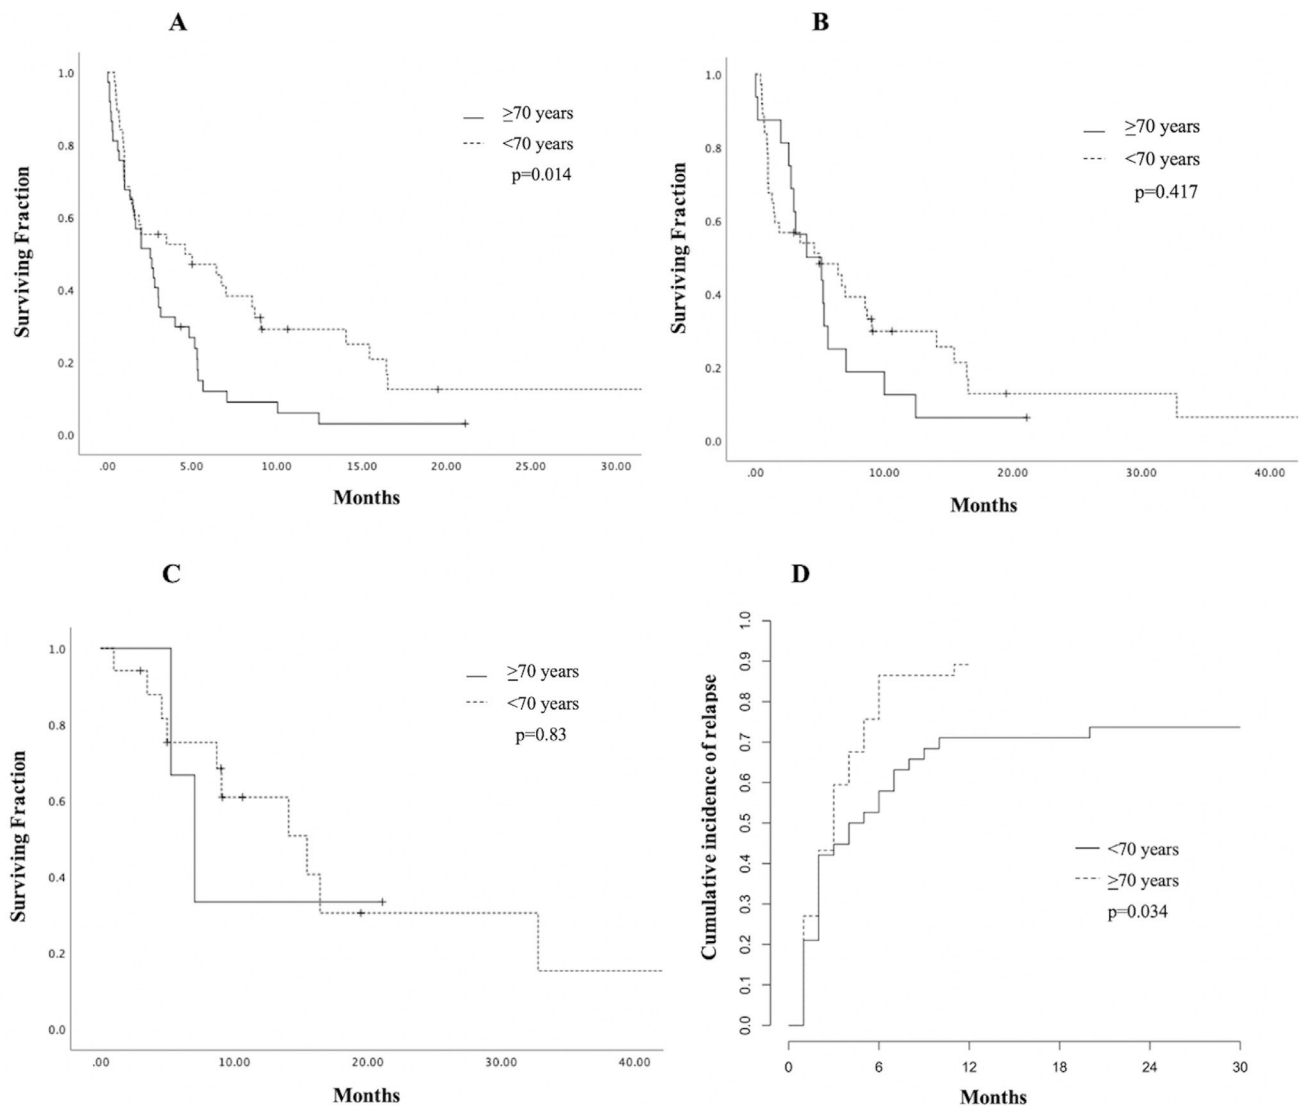 A
1.0
0.8
0.6
0.4
0.2
0.0
Surviving Fraction
≥70 years
<70 years
p=0.014
.00 5.00 10.00 15.00 20.00 25.00 30.00
Months
B
1.0
0.8
0.6
0.4
0.2
0.0
Surviving Fraction
≥70 years
<70 years
p=0.417
.00 10.00 20.00 30.00 40.00
Months
C
1.0
0.8
0.6
0.4
0.2
0.0
Surviving Fraction
≥70 years
<70 years
p=0.83
.00 10.00 20.00 30.00 40.00
Months
D
1.0
0.9
0.8
0.7
0.6
0.5
0.4
0.3
0.2
0.1
0.0
Cumulative incidence of relapse
<70 years
≥70 years
p=0.034
0 6 12 18 24 30
Months